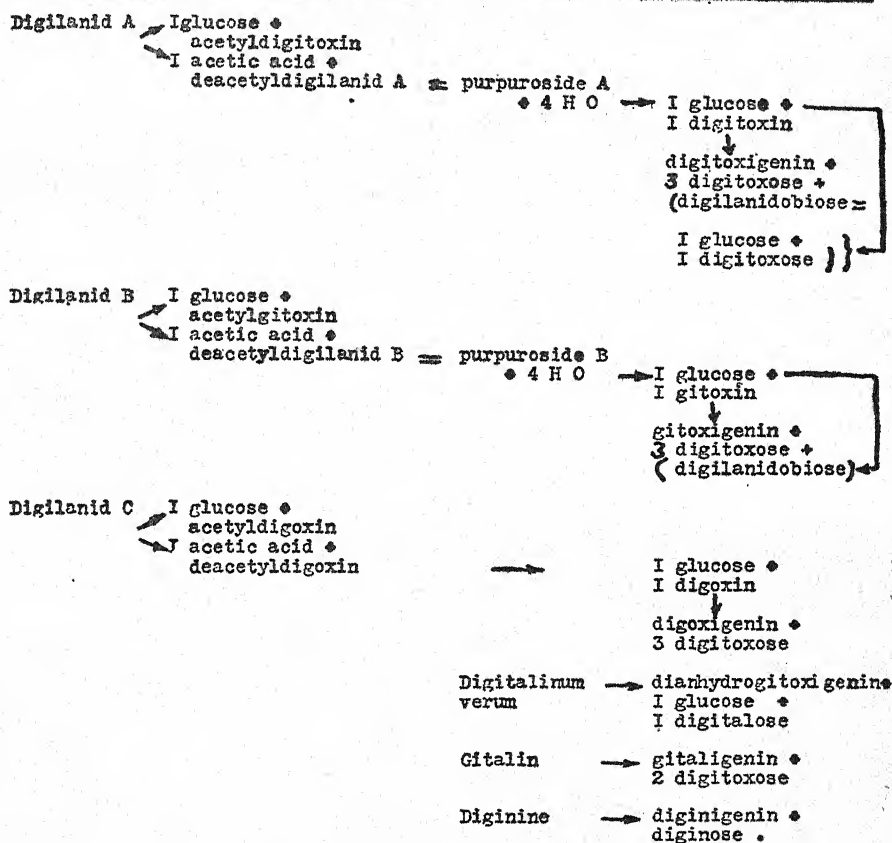 Digilanid A Iglucose +
acetyldigitoxin
I acetic acid +
deacetyldigilanid A = purpuroside A
+ 4 H O → I glucose +
I digitoxin
↓
digitoxigenin +
3 digitoxose +
(digilanidobiose =
I glucose +
I digitoxose ) }
Digilanid B I glucose +
acetylgitoxin
I acetic acid +
deacetyldigilanid B = purpuroside B
+ 4 H O → I glucose +
I gitoxin
↓
gitoxigenin +
3 digitoxose +
( digilanidobiose)
Digilanid C I glucose +
acetyldigoxin
I acetic acid +
deacetyldigoxin → I glucose +
I digoxin
↓
digoxigenin +
3 digitoxose
Digitalinum → dianhydrogitoxigenin+
verum I glucose +
I digitalose
Gitalin → gitaligenin +
2 digitoxose
Diginine → diginigenin +
diginose .